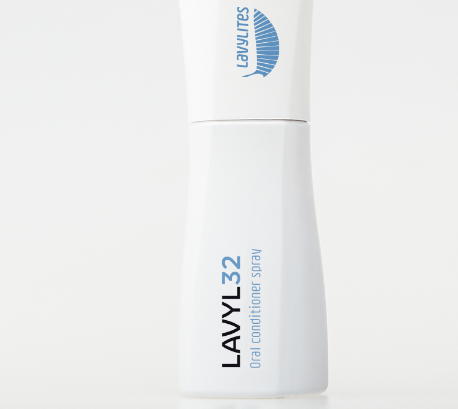 LAVYLITES
LAVYL32
Oral conditioner spray